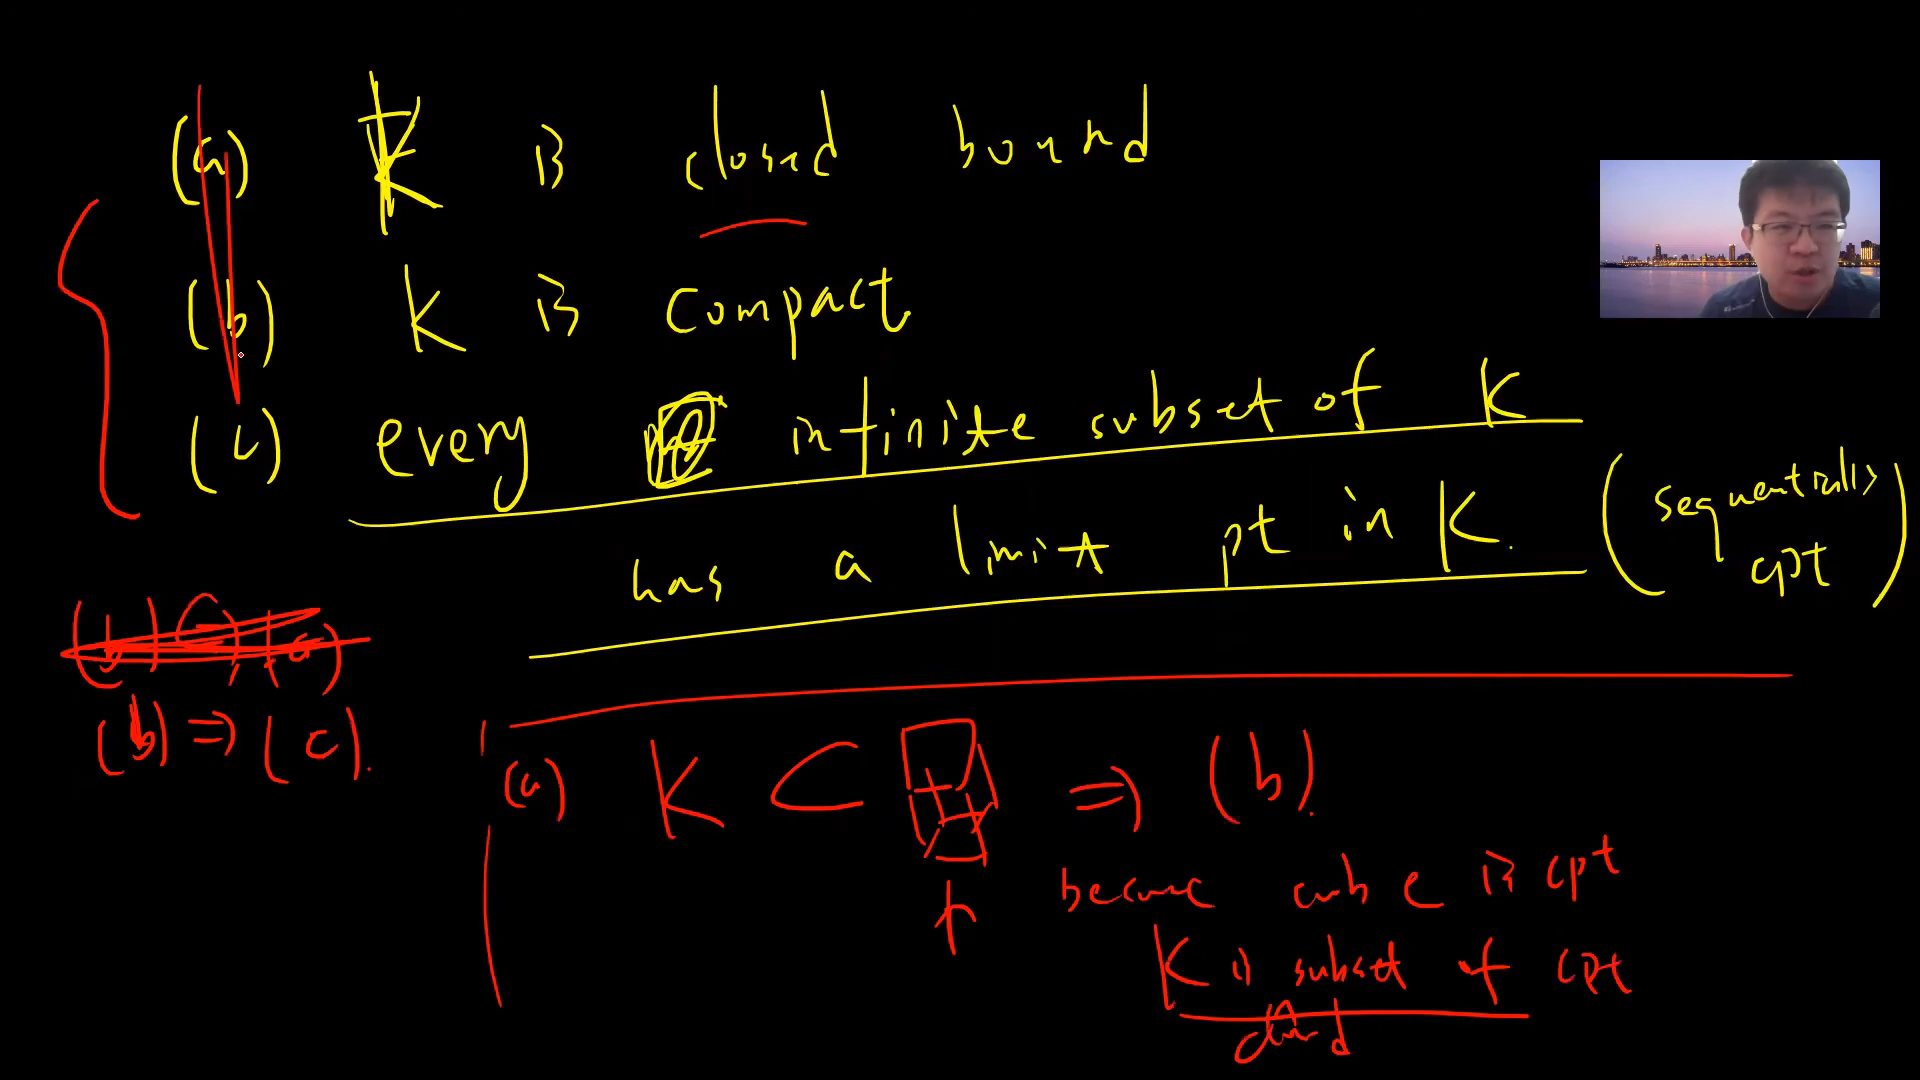 (a) K is closed bound
(b) K is compact
(c) every infinite subset of K
has a limit pt in K.
(sequentially
cpt)
(b) ⇒ (c).
(a) K ⊂ ⇒ (b).
because cube is cpt
K is subset of cpt
closed